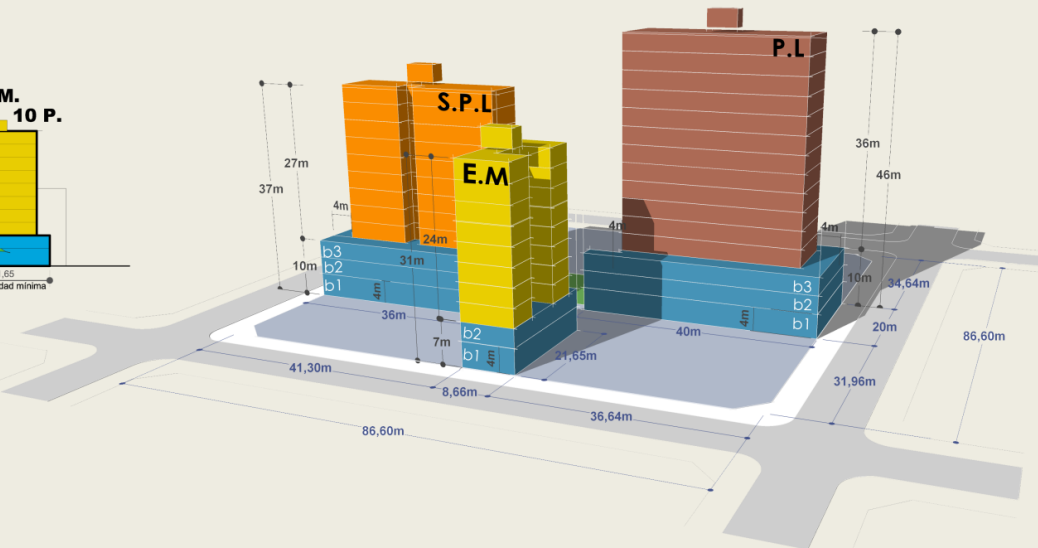 M.
10 P.
,65
dad mínima
P.L
S.P.L
E.M
27m
37m
4m
10m
b3
b2
b1
4m
36m
24m
31m
7m
b2
b1
4m
41,30m
8,66m
86,60m
21,65m
36,64m
4m
4m
36m
46m
b3
b2
b1
4m
10m
40m
20m
34,64m
31,96m
86,60m